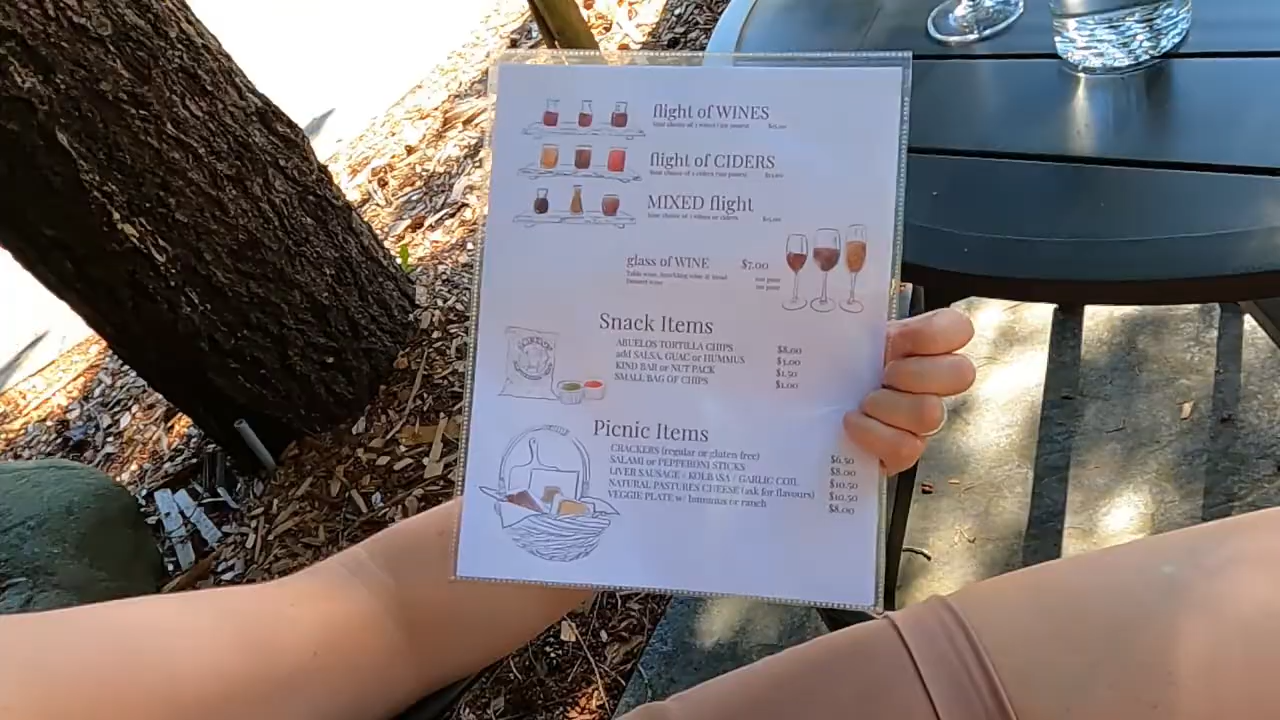 flight of WINES
flight of CIDERS
MIXED flight
glass of WINE $7.00
Snack Items
ABUELOS TORTILLA CHIPS $8.00
add SALSA, GUAC or HUMMUS $3.00
KIND BAR or NUT PACK $1.50
SMALL BAG OF CHIPS $1.00
Picnic Items
CRACKERS (regular or gluten free) $6.50
SALAMI or PEPPERONI STICKS $8.00
LIVER SAUSAGE / KOLBASA / GARLIC COIL $10.50
NATURAL PASTURES CHEESE (ask for flavours) $10.50
VEGGIE PLATE w/ hummus or ranch $8.00